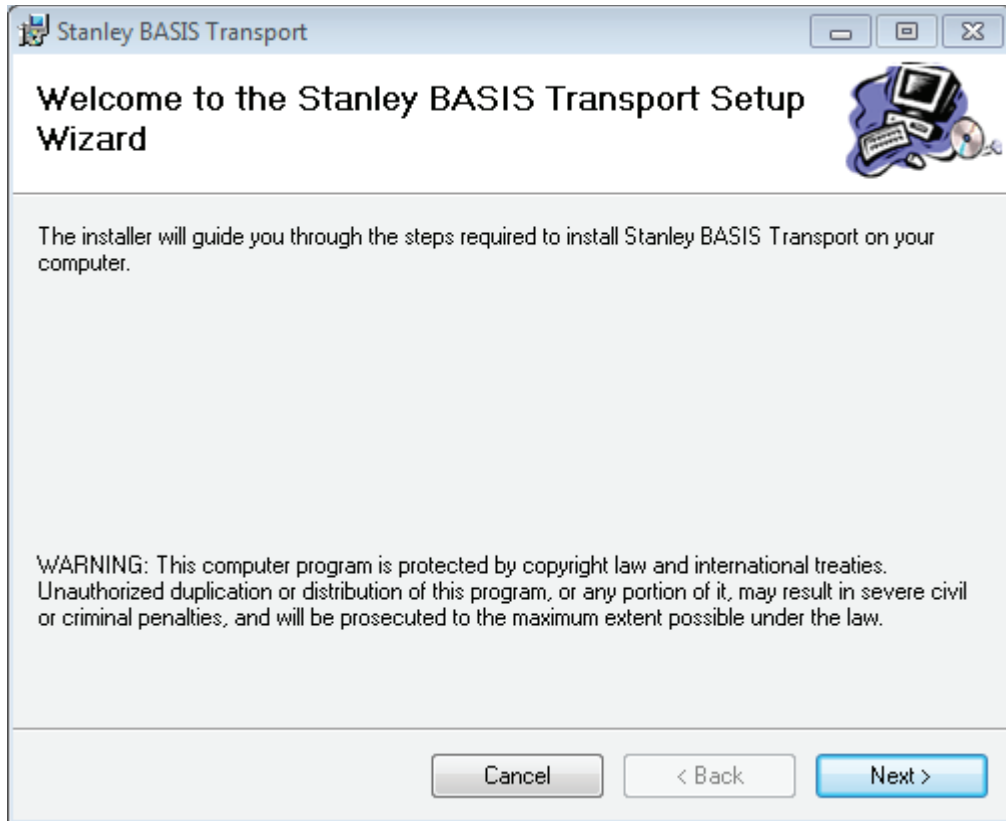 Stanley BASIS Transport
Welcome to the Stanley BASIS Transport Setup
Wizard
The installer will guide you through the steps required to install Stanley BASIS Transport on your
computer.
WARNING: This computer program is protected by copyright law and international treaties.
Unauthorized duplication or distribution of this program, or any portion of it, may result in severe civil
or criminal penalties, and will be prosecuted to the maximum extent possible under the law.
Cancel
< Back
Next >